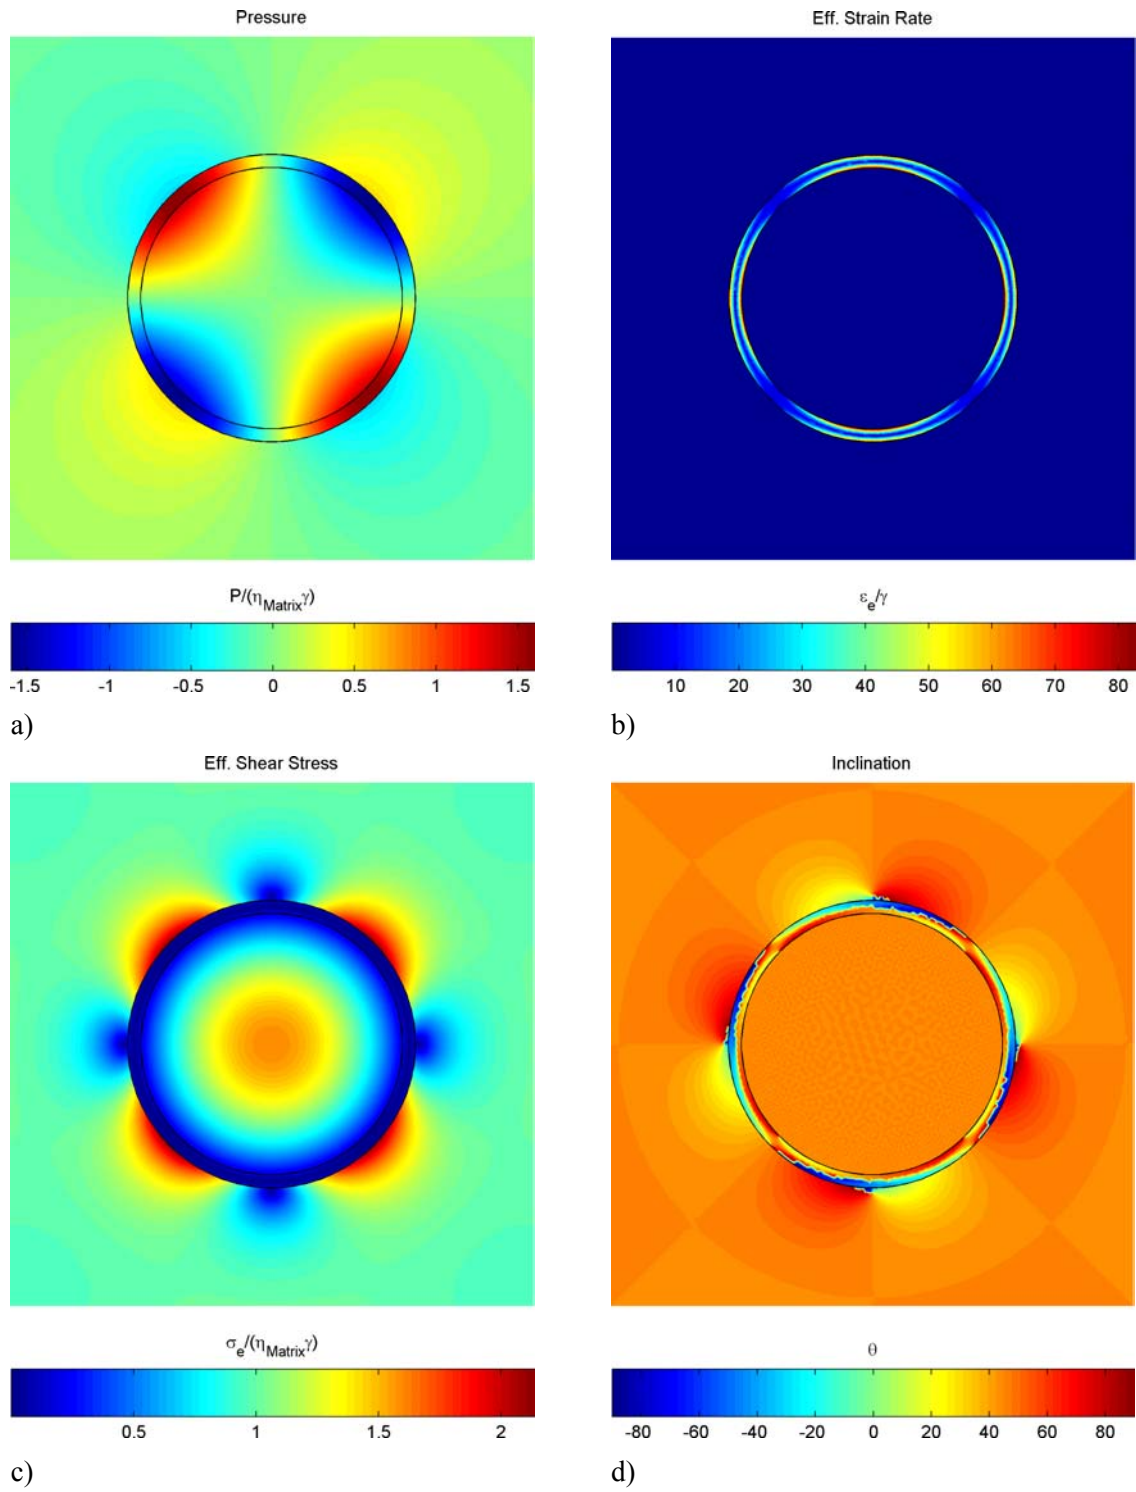 Pressure
Eff. Strain Rate
P/(η_Matrix γ)
-1.5 -1 -0.5 0 0.5 1 1.5
ε_e/γ
10 20 30 40 50 60 70 80
a)
b)
Eff. Shear Stress
Inclination
σ_e/(η_Matrix γ)
0.5 1 1.5 2
θ
-80 -60 -40 -20 0 20 40 60 80
c)
d)